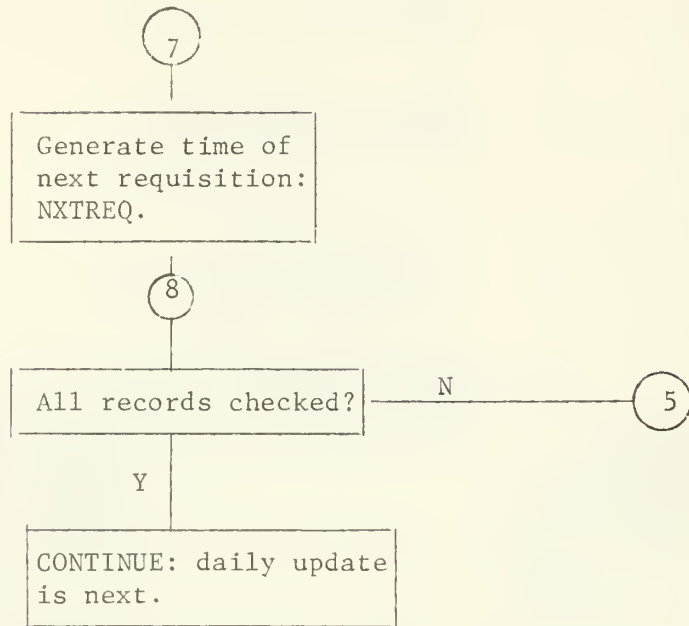 7
Generate time of
next requisition:
NXTREQ.
8
All records checked?
N
5
Y
CONTINUE: daily update
is next.